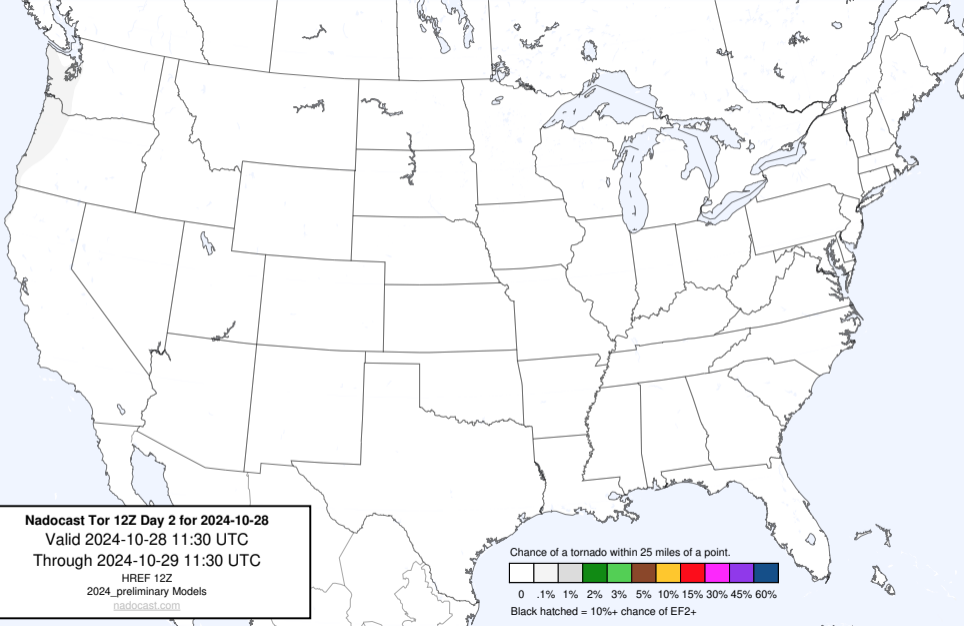 Nadocast Tor 12Z Day 2 for 2024-10-28
Valid 2024-10-28 11:30 UTC
Through 2024-10-29 11:30 UTC
HREF 12Z
2024_preliminary Models
nadocast.com
Chance of a tornado within 25 miles of a point.
0 .1% 1% 2% 3% 5% 10% 15% 30% 45% 60%
Black hatched = 10%+ chance of EF2+